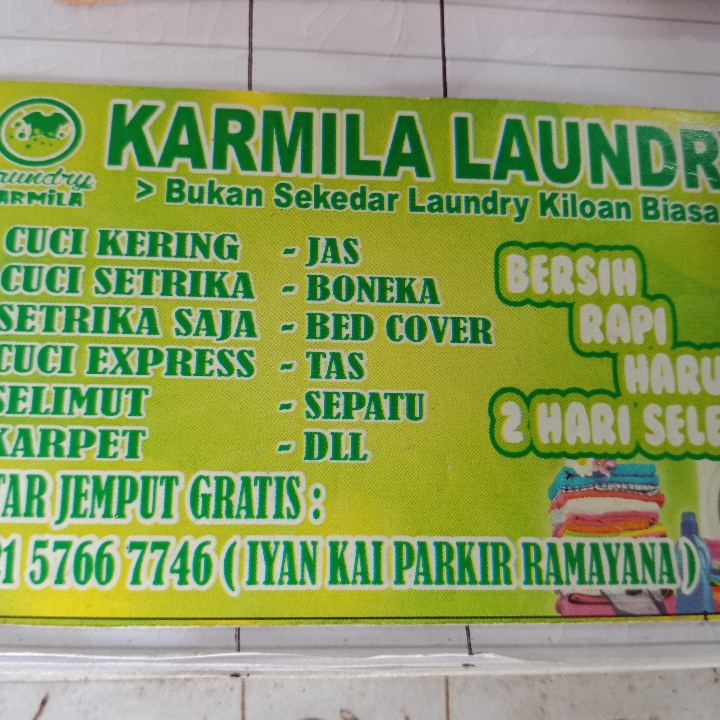 KARMILA LAUNDR
aundry
ARMILA
> Bukan Sekedar Laundry Kiloan Biasa
CUCI KERING
CUCI SETRIKA
SETRIKA SAJA
CUCI EXPRESS
SELIMUT
KARPET
- JAS
- BONEKA
- BED COVER
- TAS
- SEPATU
- DLL
BERSIH
RAPI
HARU
2 HARI SELE
TAR JEMPUT GRATIS :
1 5766 7746 ( IYAN KAI PARKIR RAMAYANA )